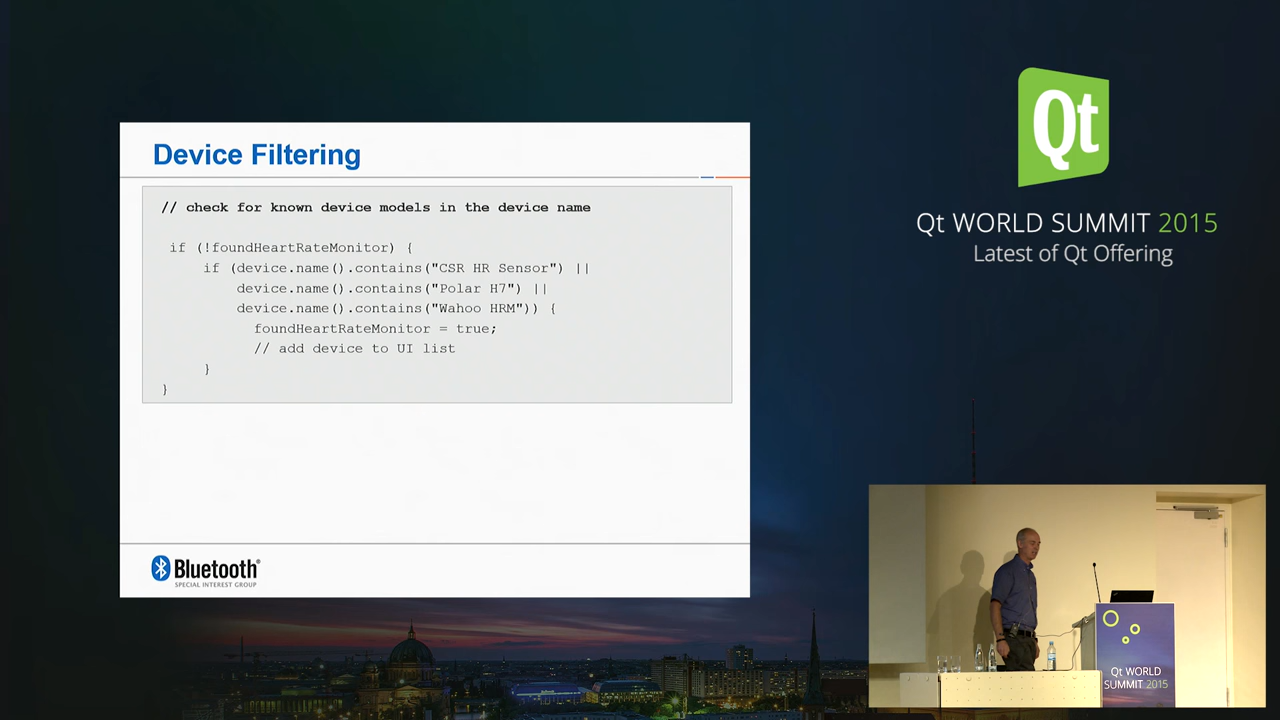 Device Filtering
// check for known device models in the device name
if (!foundHeartRateMonitor) {
if (device.name().contains("CSR HR Sensor") ||
device.name().contains("Polar H7") ||
device.name().contains("Wahoo HRM")) {
foundHeartRateMonitor = true;
// add device to UI list
}
}
Bluetooth®
SPECIAL INTEREST GROUP
Qt
Qt WORLD SUMMIT 2015
Latest of Qt Offering
Qt WORLD
SUMMIT 2015